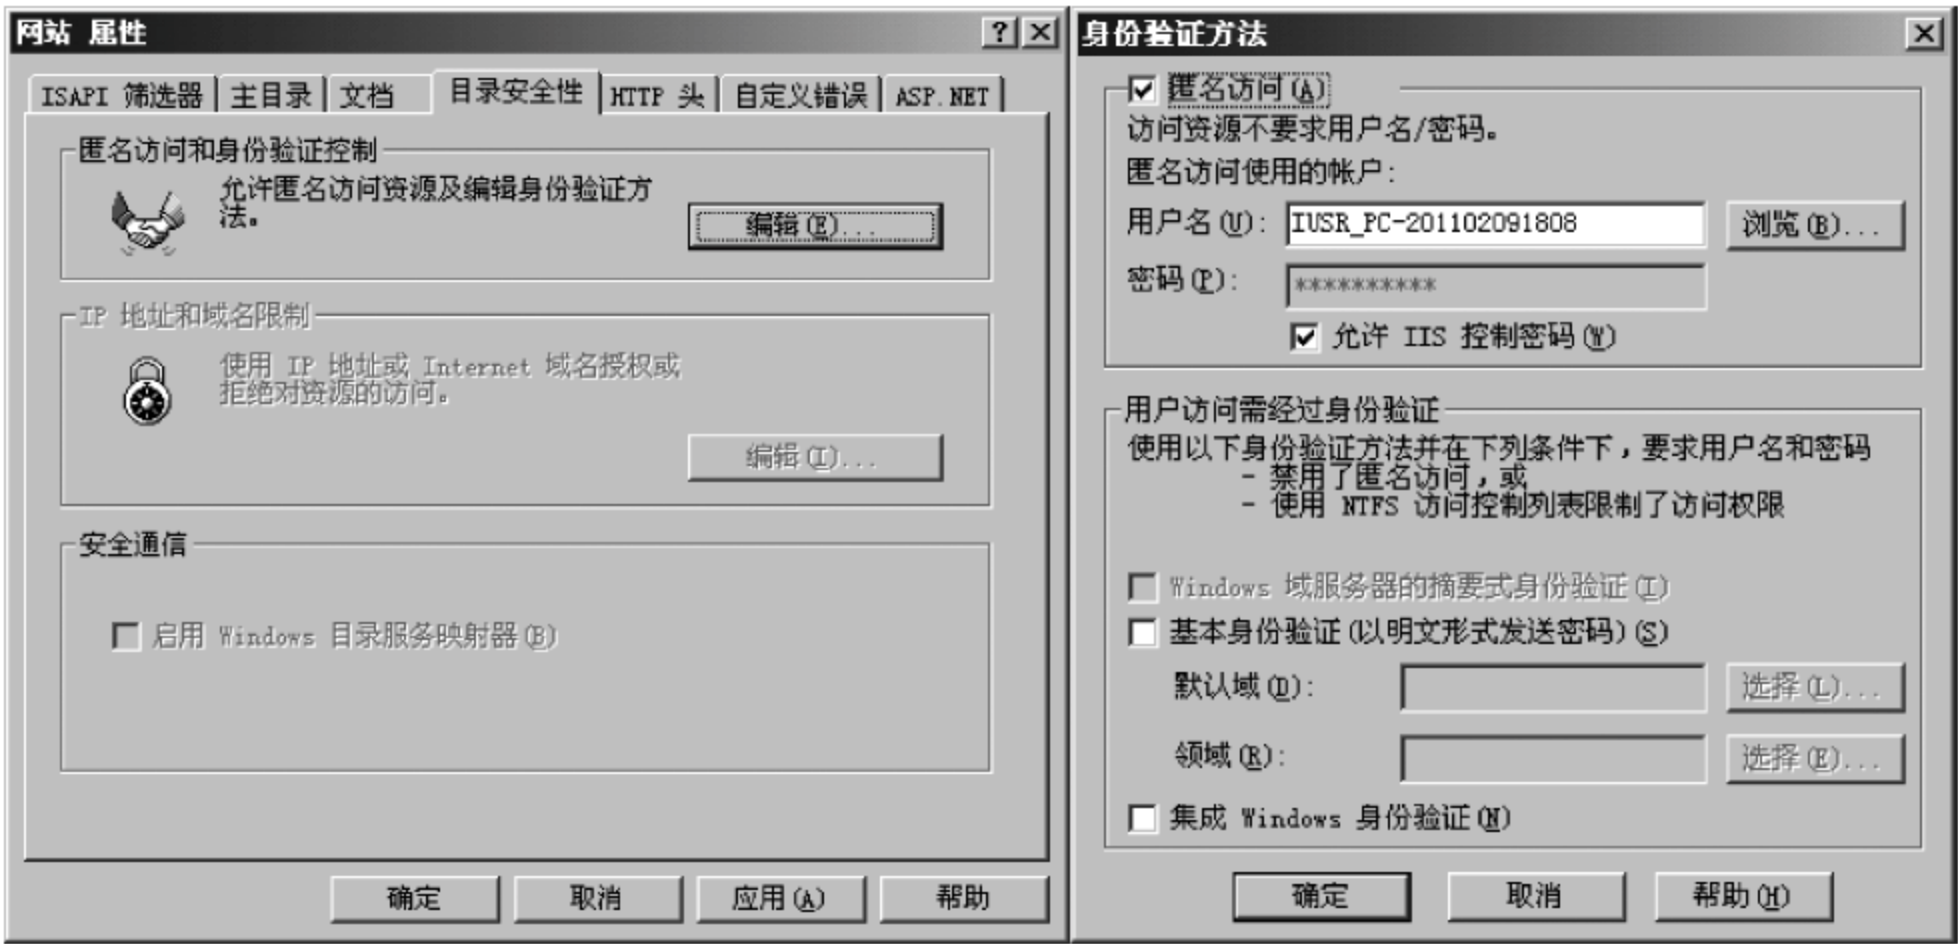 网站 属性
ISAPI 筛选器
主目录
文档
目录安全性
HTTP 头
自定义错误
ASP.NET
匿名访问和身份验证控制
允许匿名访问资源及编辑身份验证方
法。
编辑(E)...
IP 地址和域名限制
使用 IP 地址或 Internet 域名授权或
拒绝对资源的访问。
编辑(I)...
安全通信
启用 Windows 目录服务映射器(B)
确定
取消
应用(A)
帮助
身份验证方法
匿名访问(A)
访问资源不要求用户名/密码。
匿名访问使用的帐户:
用户名(U): IUSR_PC-201102091808 浏览(B)...
密码(P): **********
允许 IIS 控制密码(W)
用户访问需经过身份验证
使用以下身份验证方法并在下列条件下，要求用户名和密码
- 禁用了匿名访问，或
- 使用 NTFS 访问控制列表限制了访问权限
Windows 域服务器的摘要式身份验证(I)
基本身份验证(以明文形式发送密码)(S)
默认域(D): 选择(L)...
领域(R): 选择(E)...
集成 Windows 身份验证(N)
确定
取消
帮助(H)